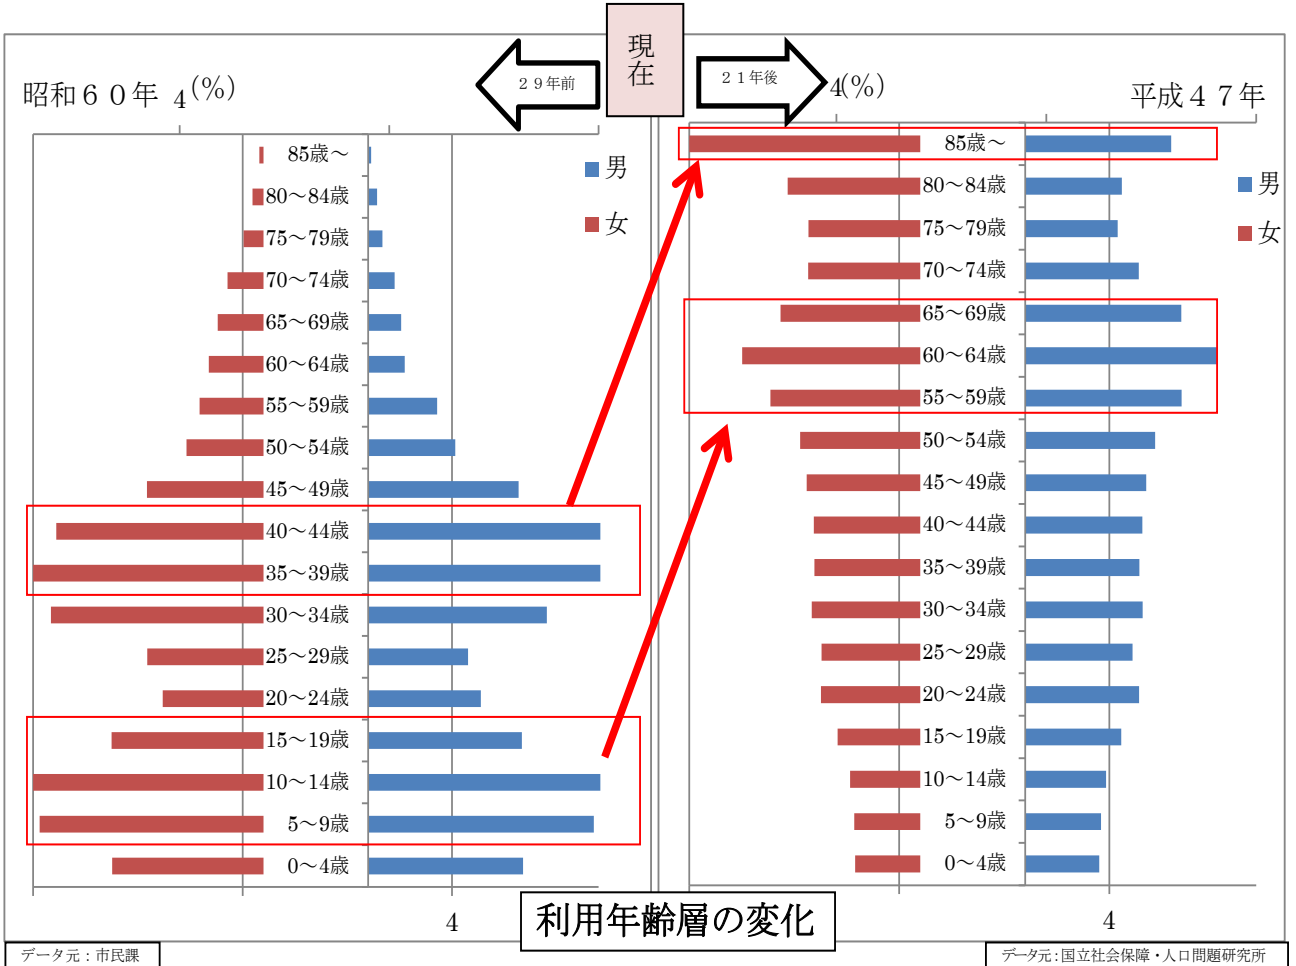 現在
29年前
21年後
昭和60年 4(%)
4(%)
平成47年
85歳～
80～84歳
75～79歳
70～74歳
65～69歳
60～64歳
55～59歳
50～54歳
45～49歳
40～44歳
35～39歳
30～34歳
25～29歳
20～24歳
15～19歳
10～14歳
5～9歳
0～4歳
男
女
4
85歳～
80～84歳
75～79歳
70～74歳
65～69歳
60～64歳
55～59歳
50～54歳
45～49歳
40～44歳
35～39歳
30～34歳
25～29歳
20～24歳
15～19歳
10～14歳
5～9歳
0～4歳
男
女
4
利用年齢層の変化
データ元：市民課
データ元：国立社会保障・人口問題研究所